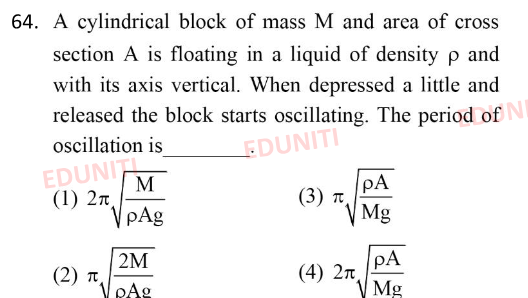 64. A cylindrical block of mass M and area of cross
section A is floating in a liquid of density ρ and
with its axis vertical. When depressed a little and
released the block starts oscillating. The period of
oscillation is________.
EDUNITI
EDUNITI
EDUNI
(1) 2π√(M/ρAg)
(3) π√(ρA/Mg)
(2) π√(2M/ρAg)
(4) 2π√(ρA/Mg)